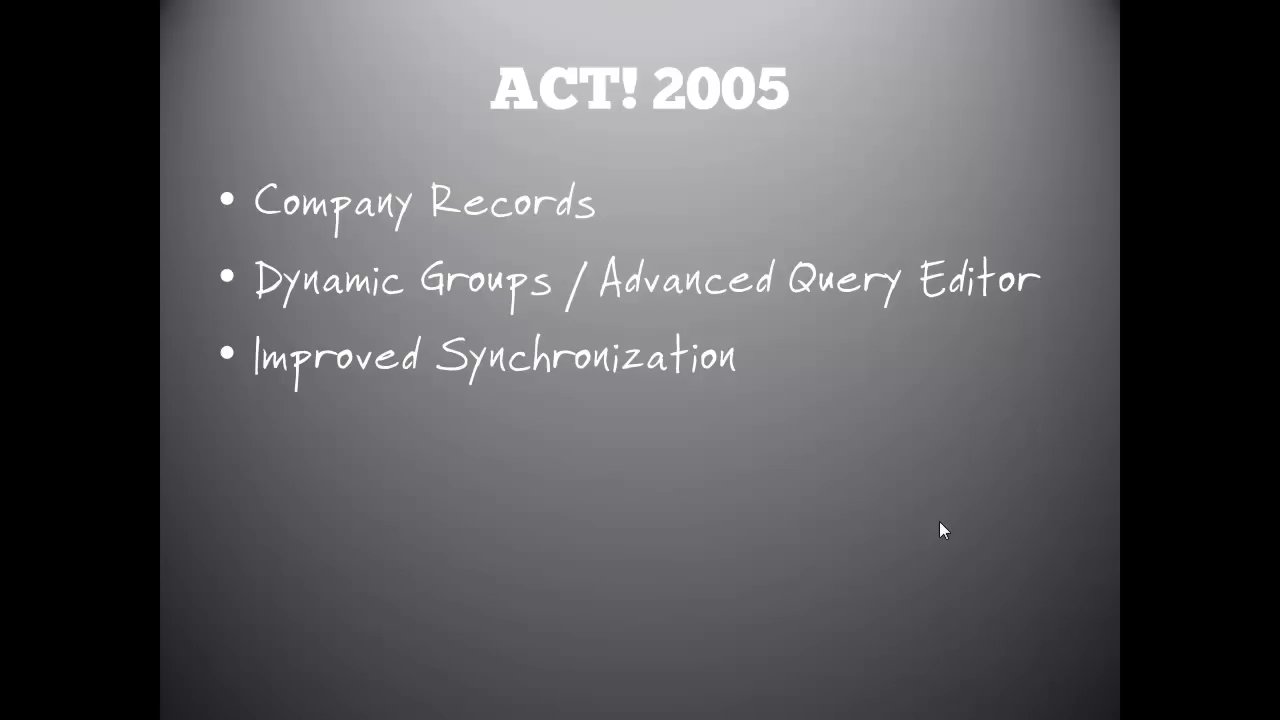 ACT! 2005
• Company Records
• Dynamic Groups / Advanced Query Editor
• Improved Synchronization